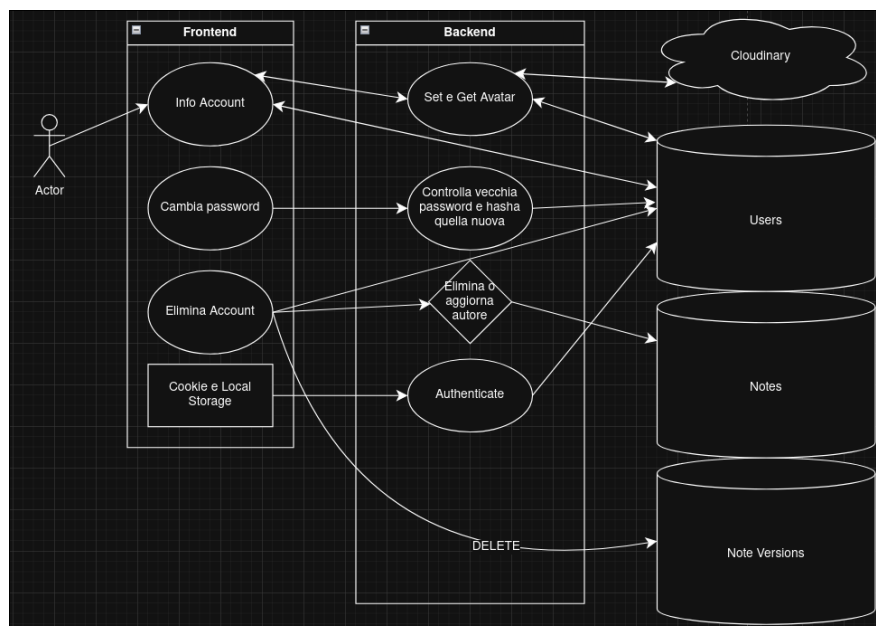 Frontend
Backend
Cloudinary
Info Account
Set e Get Avatar
Actor
Cambia password
Controlla vecchia
password e hasha
quella nuova
Users
Elimina Account
Elimina o
aggiorna
autore
Cookie e Local
Storage
Authenticate
Notes
DELETE
Note Versions